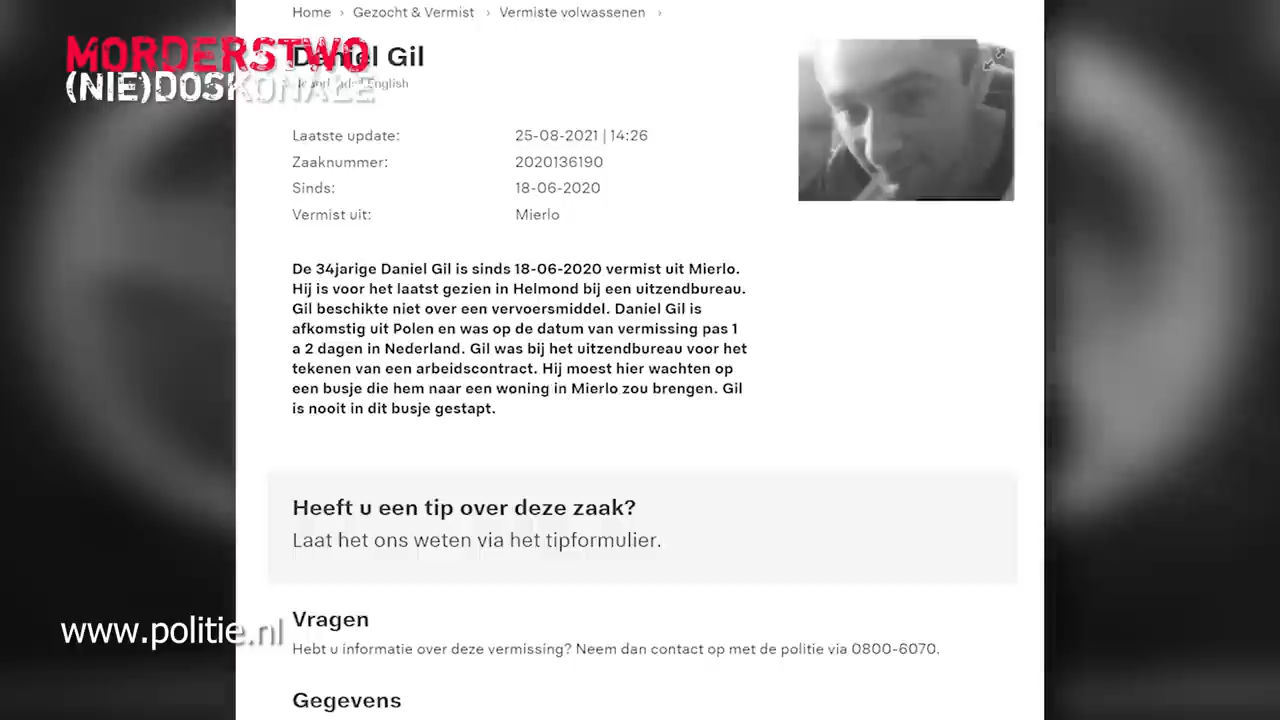 Home › Gezocht & Vermist › Vermiste volwassenen ›
MORDERSTWO
(NIE)DOSKONALE
Daniel Gil
English
Laatste update: 25-08-2021 | 14:26
Zaaknummer: 2020136190
Sinds: 18-06-2020
Vermist uit: Mierlo
De 34jarige Daniel Gil is sinds 18-06-2020 vermist uit Mierlo.
Hij is voor het laatst gezien in Helmond bij een uitzendbureau.
Gil beschikte niet over een vervoersmiddel. Daniel Gil is
afkomstig uit Polen en was op de datum van vermissing pas 1
a 2 dagen in Nederland. Gil was bij het uitzendbureau voor het
tekenen van een arbeidscontract. Hij moest hier wachten op
een busje die hem naar een woning in Mierlo zou brengen. Gil
is nooit in dit busje gestapt.
Heeft u een tip over deze zaak?
Laat het ons weten via het tipformulier.
Vragen
www.politie.nl
Hebt u informatie over deze vermissing? Neem dan contact op met de politie via 0800-6070.
Gegevens